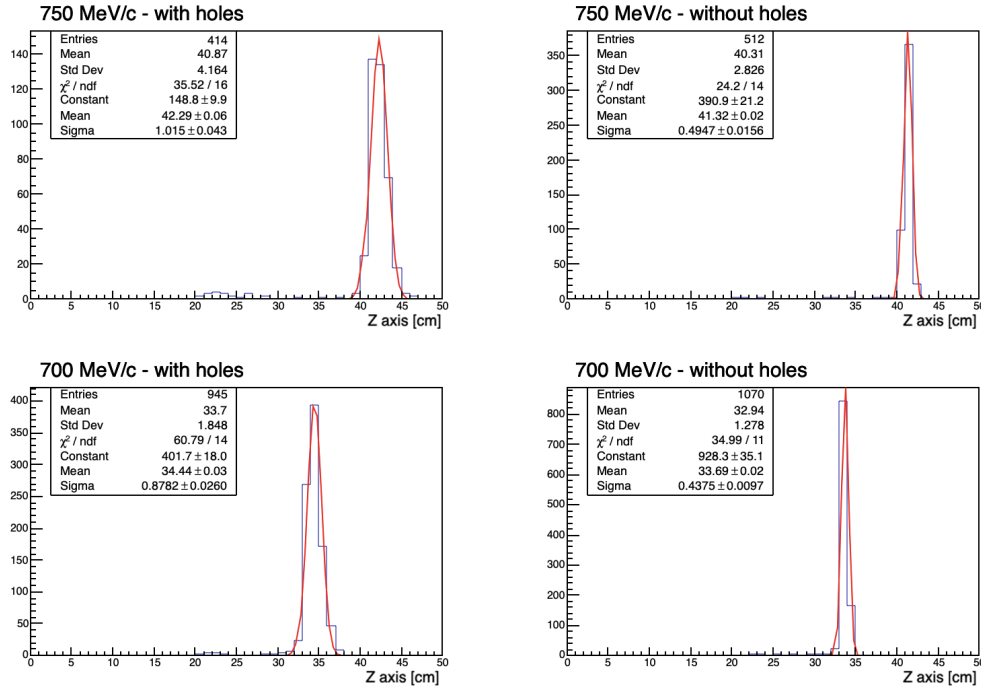 750 MeV/c - with holes
Entries 414
Mean 40.87
Std Dev 4.164
χ² / ndf 35.52 / 16
Constant 148.8 ± 9.9
Mean 42.29 ± 0.06
Sigma 1.015 ± 0.043
140
120
100
80
60
40
20
0
0 5 10 15 20 25 30 35 40 45 50
Z axis [cm]
750 MeV/c - without holes
Entries 512
Mean 40.31
Std Dev 2.826
χ² / ndf 24.2 / 14
Constant 390.9 ± 21.2
Mean 41.32 ± 0.02
Sigma 0.4947 ± 0.0156
350
300
250
200
150
100
50
0
0 5 10 15 20 25 30 35 40 45 50
Z axis [cm]
700 MeV/c - with holes
Entries 945
Mean 33.7
Std Dev 1.848
χ² / ndf 60.79 / 14
Constant 401.7 ± 18.0
Mean 34.44 ± 0.03
Sigma 0.8782 ± 0.0260
400
350
300
250
200
150
100
50
0
0 5 10 15 20 25 30 35 40 45 50
Z axis [cm]
700 MeV/c - without holes
Entries 1070
Mean 32.94
Std Dev 1.278
χ² / ndf 34.99 / 11
Constant 928.3 ± 35.1
Mean 33.69 ± 0.02
Sigma 0.4375 ± 0.0097
800
700
600
500
400
300
200
100
0
0 5 10 15 20 25 30 35 40 45 50
Z axis [cm]